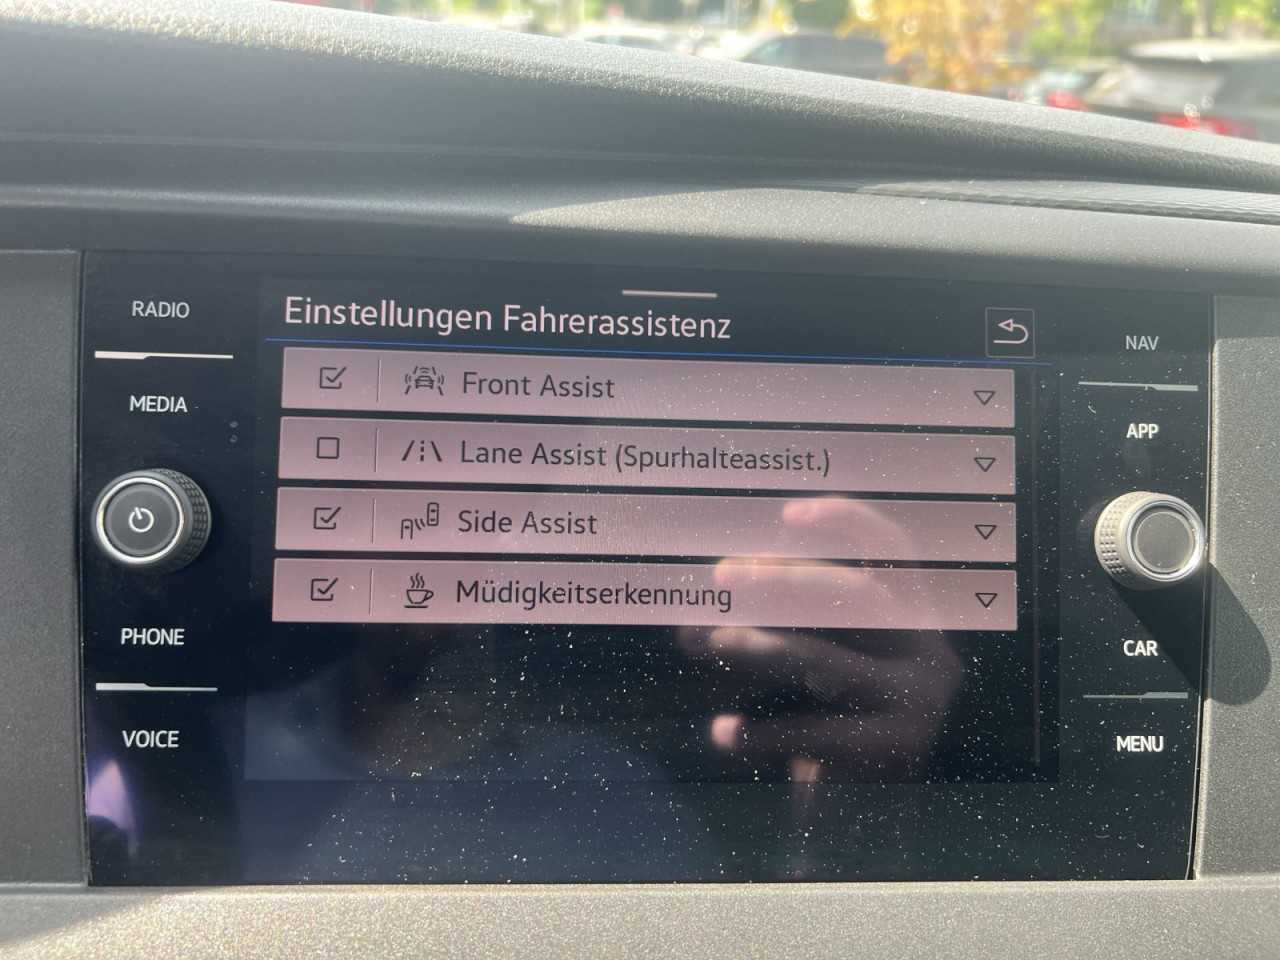 RADIO
MEDIA
PHONE
VOICE
Einstellungen Fahrerassistenz
Front Assist
Lane Assist (Spurhalteassist.)
Side Assist
Müdigkeitserkennung
NAV
APP
CAR
MENU